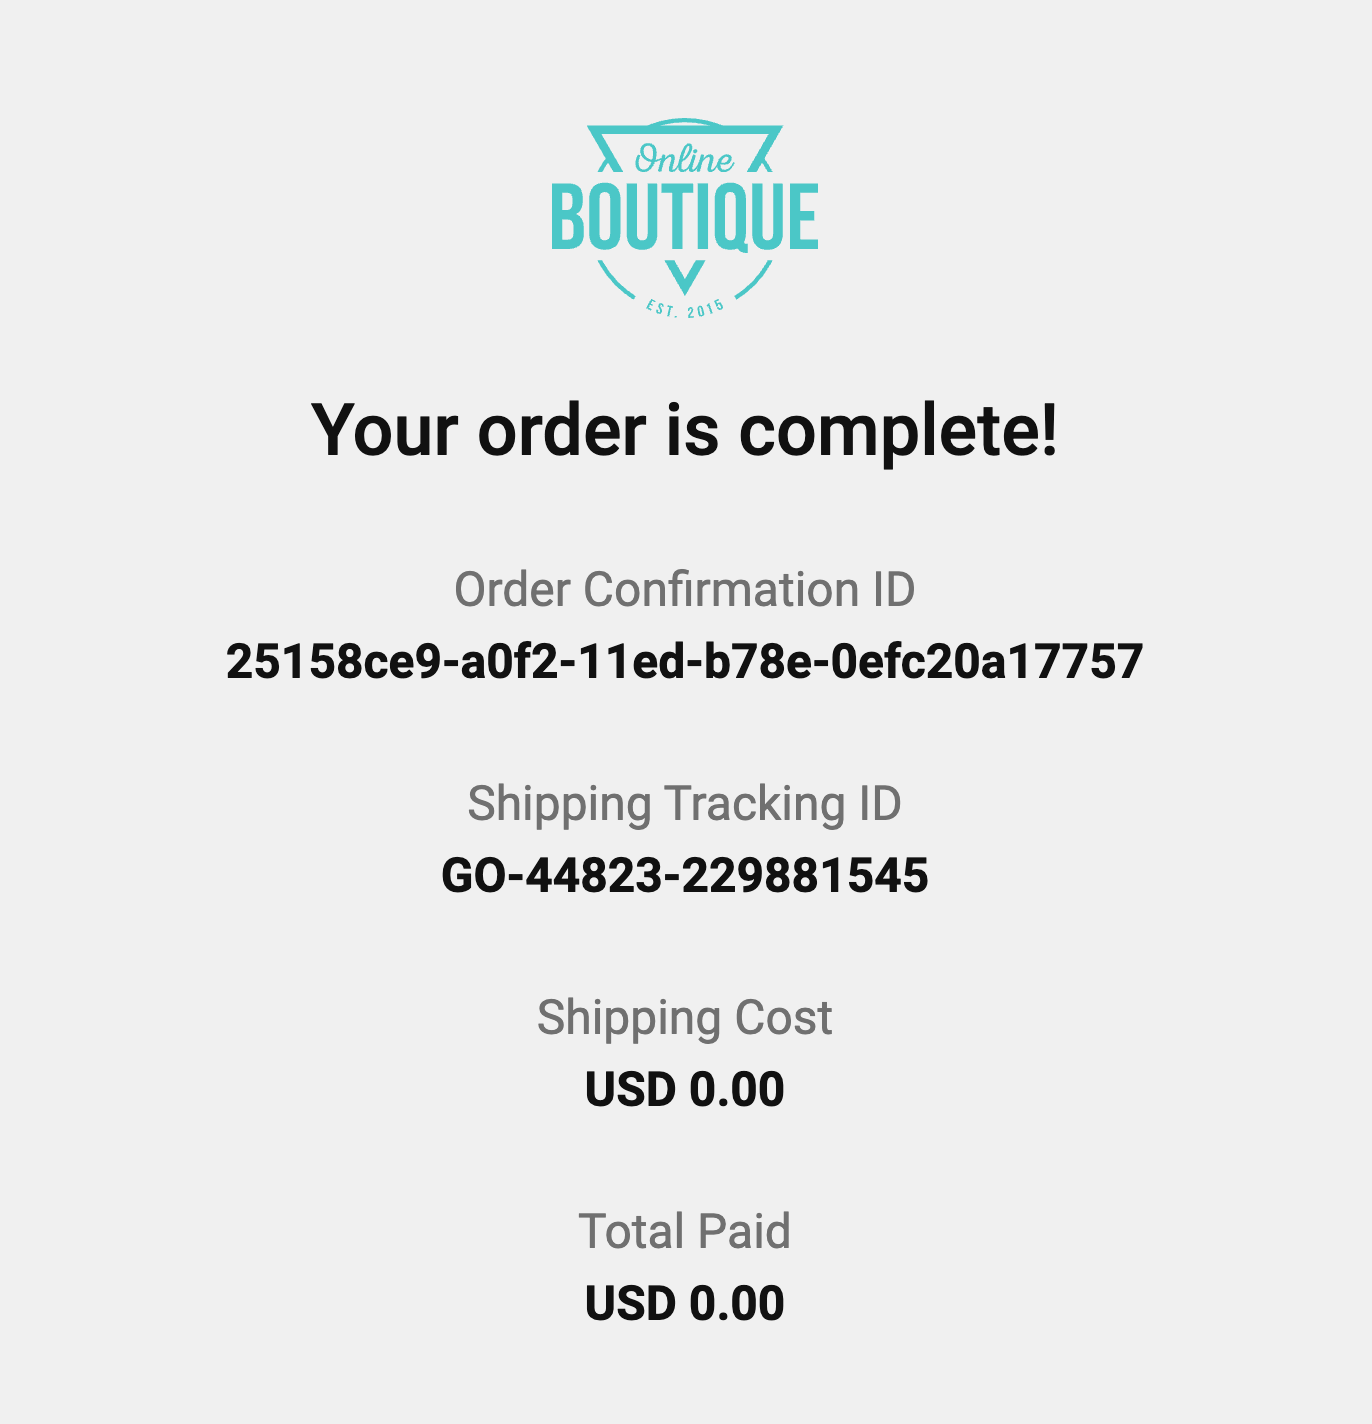 Online
BOUTIQUE
EST. 2015
Your order is complete!
Order Confirmation ID
25158ce9-a0f2-11ed-b78e-0efc20a17757
Shipping Tracking ID
GO-44823-229881545
Shipping Cost
USD 0.00
Total Paid
USD 0.00